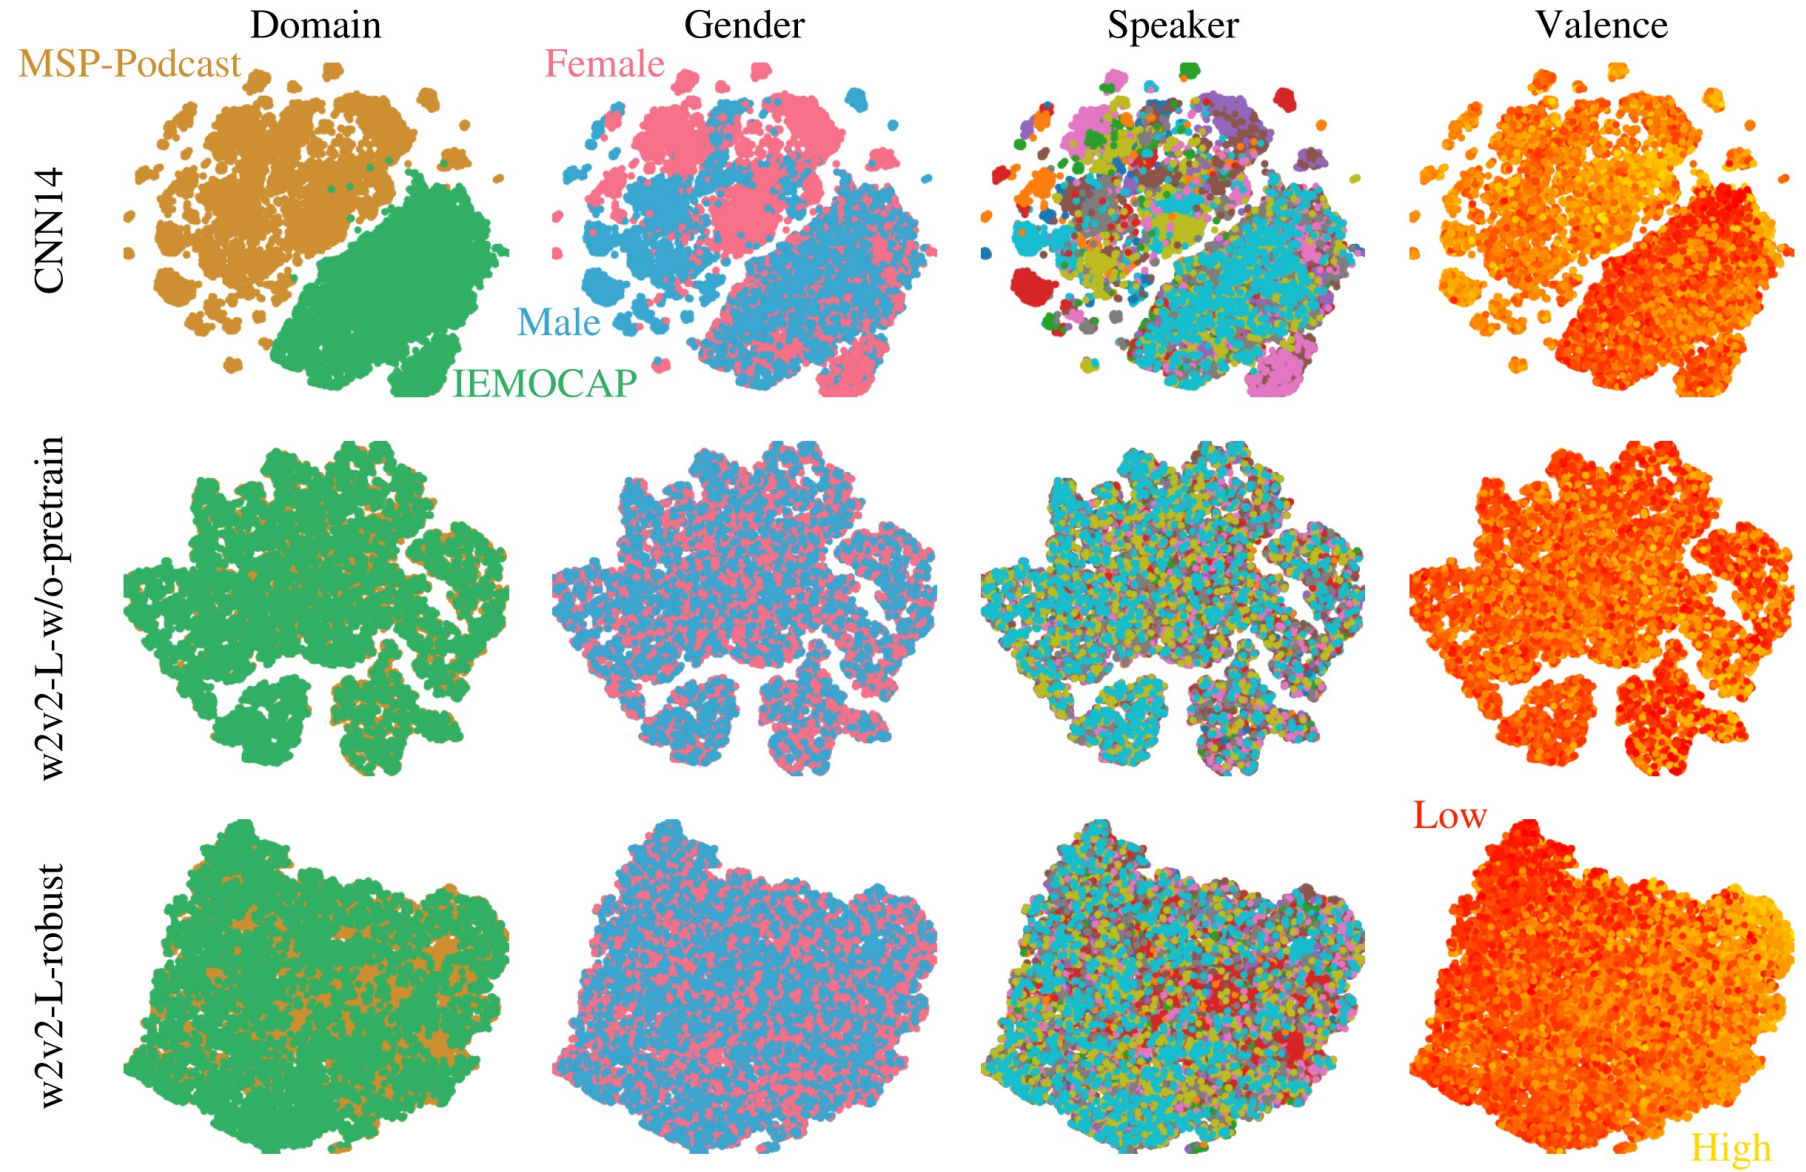 Domain
Gender
Speaker
Valence
MSP-Podcast
Female
CNN14
Male
IEMOCAP
w2v2-L-w/o-pretrain
Low
w2v2-L-robust
High